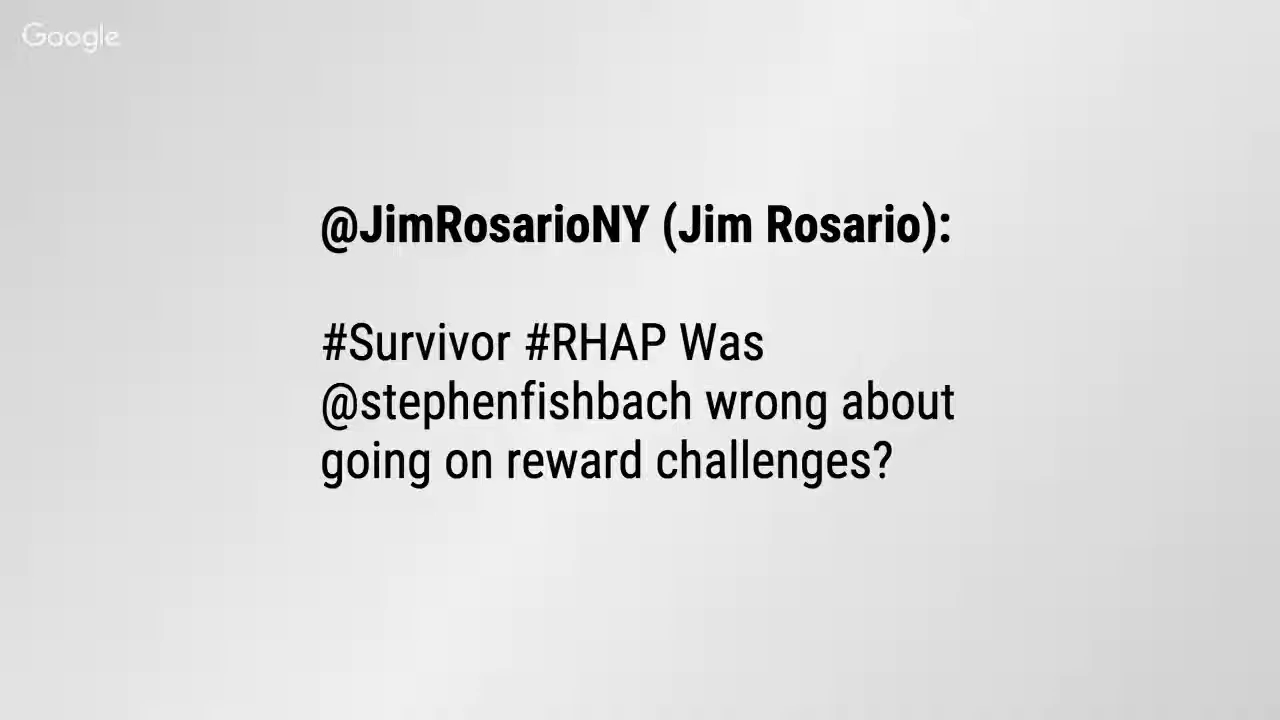 Google
@JimRosarioNY (Jim Rosario):
#Survivor #RHAP Was
@stephenfishbach wrong about
going on reward challenges?